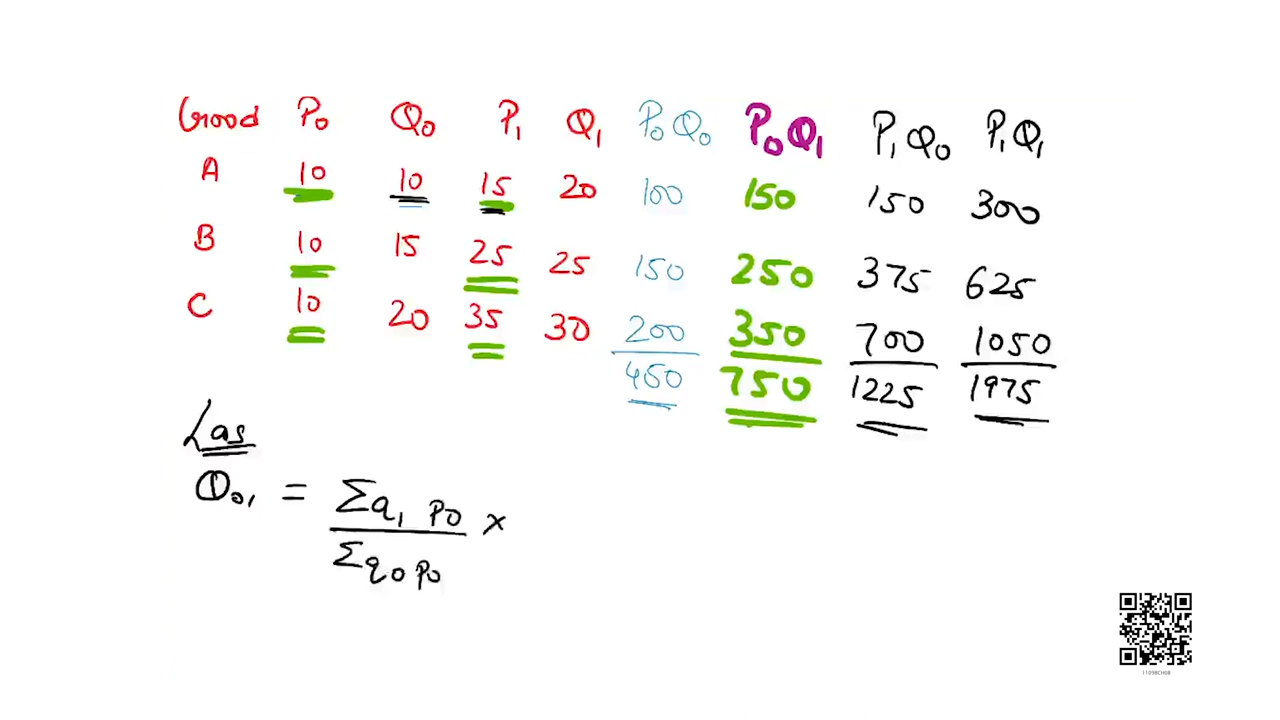 Good P0 Q0 P1 Q1 P0Q0 P0Q1 P1Q0 P1Q1
A 10 10 15 20 100 150 150 300
B 10 15 25 25 150 250 375 625
C 10 20 35 30 200 350 700 1050
450 750 1225 1975
Las
Q01 = Σq1 p0 ×
Σq0 p0
11098CH08